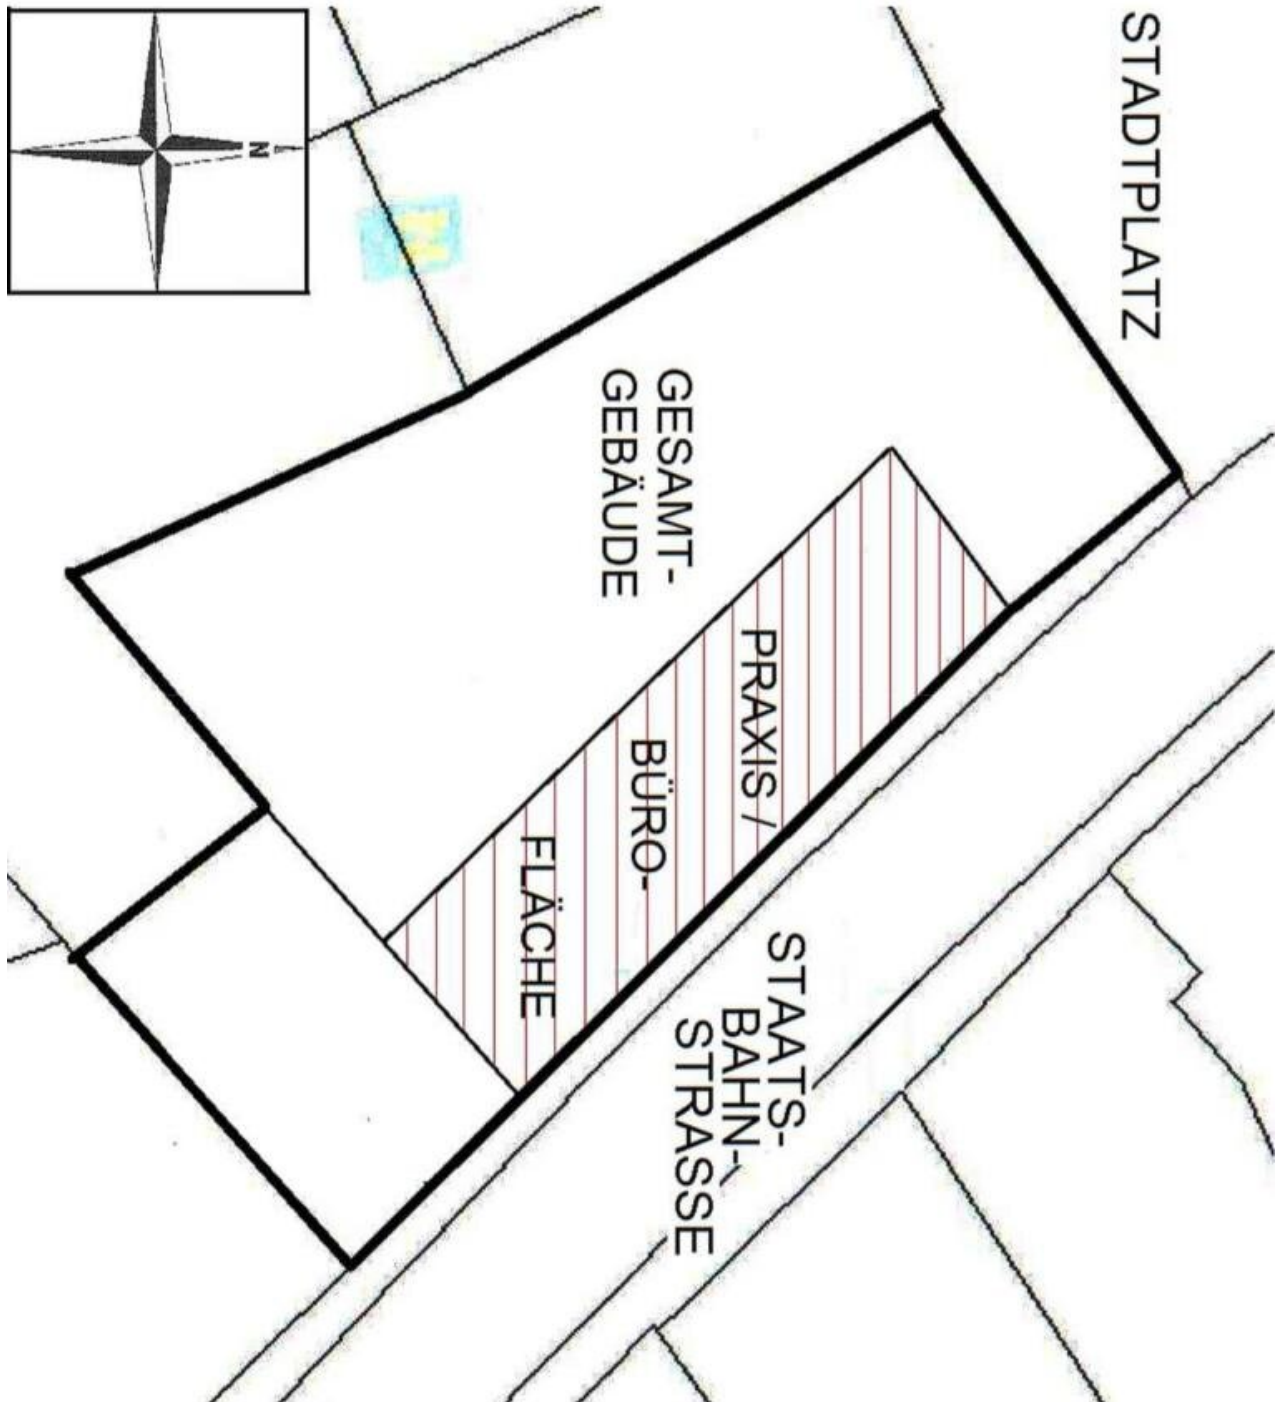 STADTPLATZ
GESAMT-
GEBÄUDE
PRAXIS /
BÜRO-
FLÄCHE
STAATS-
BAHN-
STRASSE
N